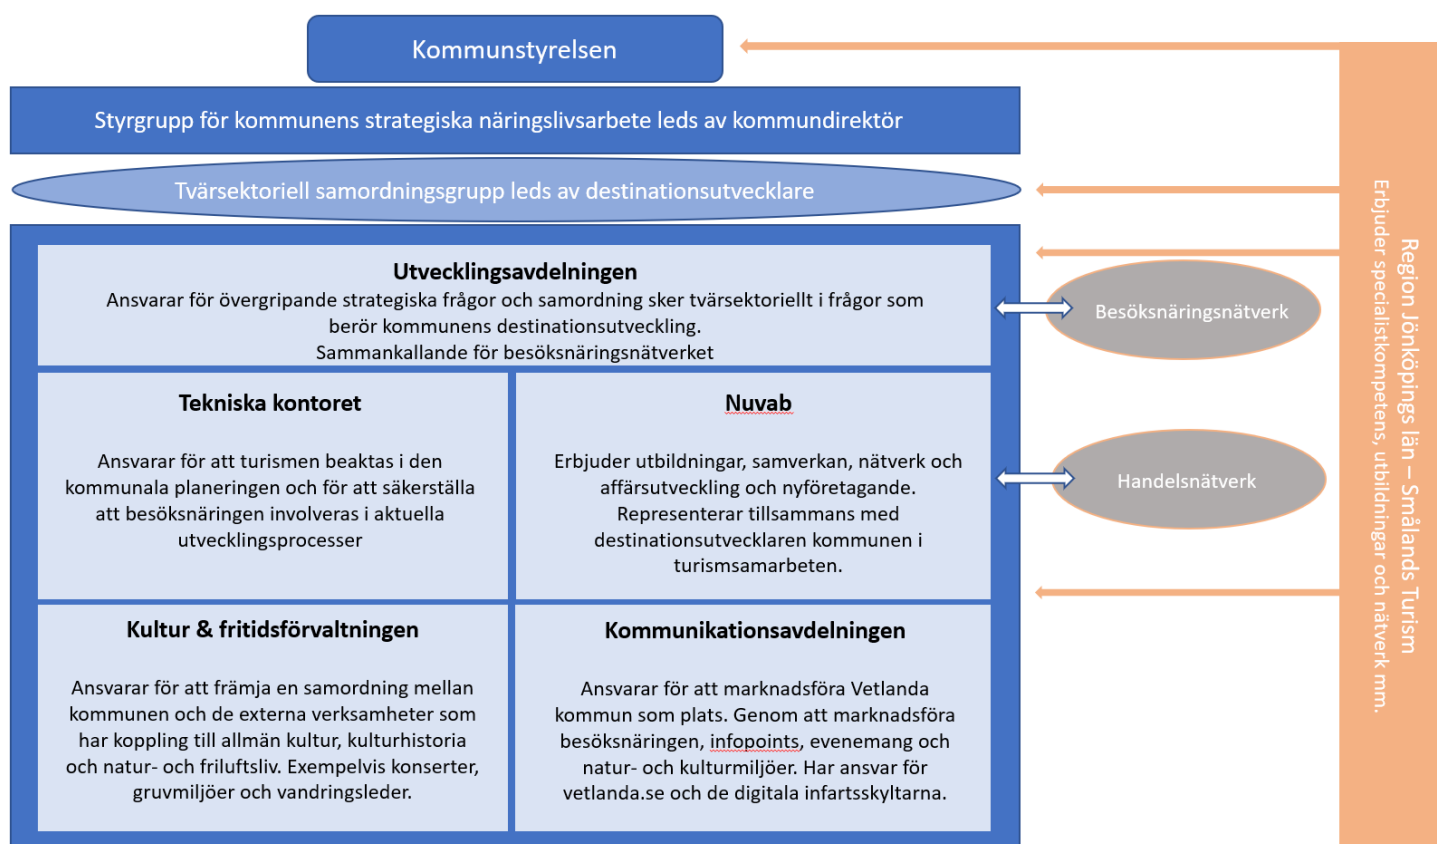 Kommunstyrelsen
Styrgrupp för kommunens strategiska näringslivsarbete leds av kommundirektör
Tvärsektoriell samordningsgrupp leds av destinationsutvecklare
Utvecklingsavdelningen
Ansvarar för övergripande strategiska frågor och samordning sker tvärsektoriellt i frågor som
berör kommunens destinationsutveckling.
Sammankallande för besöksnäringsnätverket
Tekniska kontoret
Ansvarar för att turismen beaktas i den
kommunala planeringen och för att säkerställa
att besöksnäringen involveras i aktuella
utvecklingsprocesser
Nuvab
Erbjuder utbildningar, samverkan, nätverk och
affärsutveckling och nyföretagande.
Representerar tillsammans med
destinationsutvecklaren kommunen i
turismsamarbeten.
Kultur & fritidsförvaltningen
Ansvarar för att främja en samordning mellan
kommunen och de externa verksamheter som
har koppling till allmän kultur, kulturhistoria
och natur- och friluftsliv. Exempelvis konserter,
gruvmiljöer och vandringsleder.
Kommunikationsavdelningen
Ansvarar för att marknadsföra Vetlanda
kommun som plats. Genom att marknadsföra
besöksnäringen, infopoints, evenemang och
natur- och kulturmiljöer. Har ansvar för
vetlanda.se och de digitala infartsskyltarna.
Besöksnäringsnätverk
Handelsnätverk
Region Jönköpings län – Smålands Turism
Erbjuder specialistkompetens, utbildningar och nätverk mm.